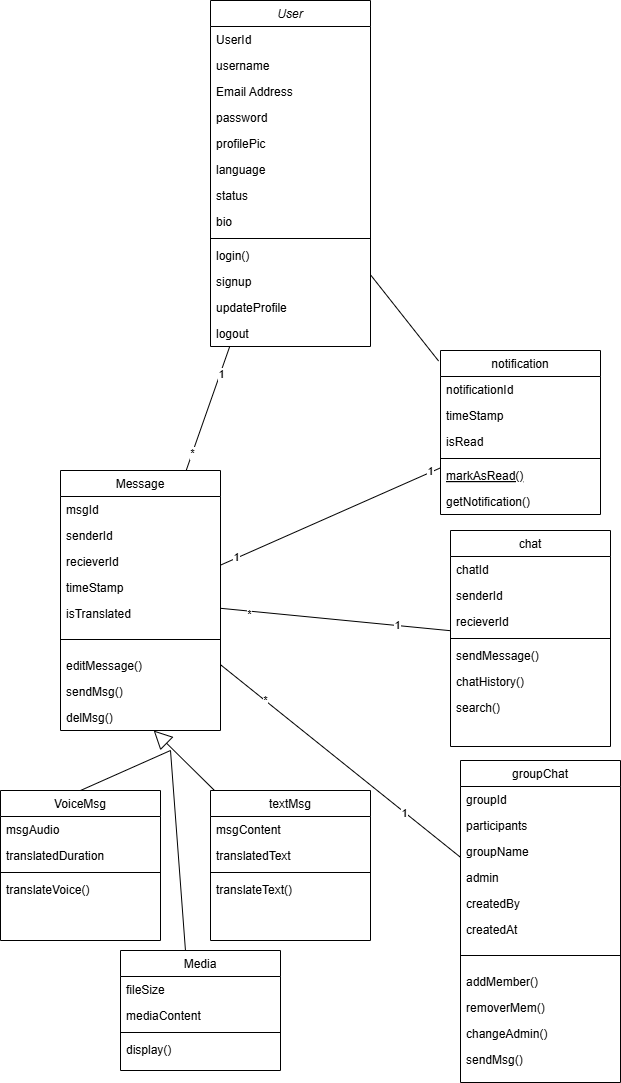 User
UserId
username
Email Address
password
profilePic
language
status
bio
login()
signup
updateProfile
logout
1
*
notification
notificationId
timeStamp
isRead
markAsRead()
getNotification()
1
1
Message
msgId
senderId
recieverId
timeStamp
isTranslated
editMessage()
sendMsg()
delMsg()
chat
chatId
senderId
recieverId
sendMessage()
chatHistory()
search()
*
1
*
1
groupChat
groupId
participants
groupName
admin
createdBy
createdAt
addMember()
removerMem()
changeAdmin()
sendMsg()
VoiceMsg
msgAudio
translatedDuration
translateVoice()
textMsg
msgContent
translatedText
translateText()
Media
fileSize
mediaContent
display()